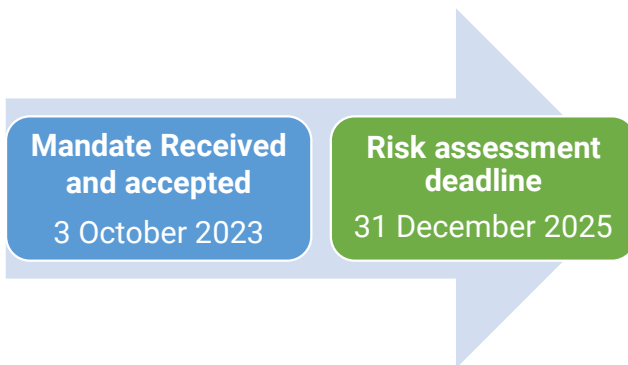 Mandate Received
and accepted
3 October 2023
Risk assessment
deadline
31 December 2025